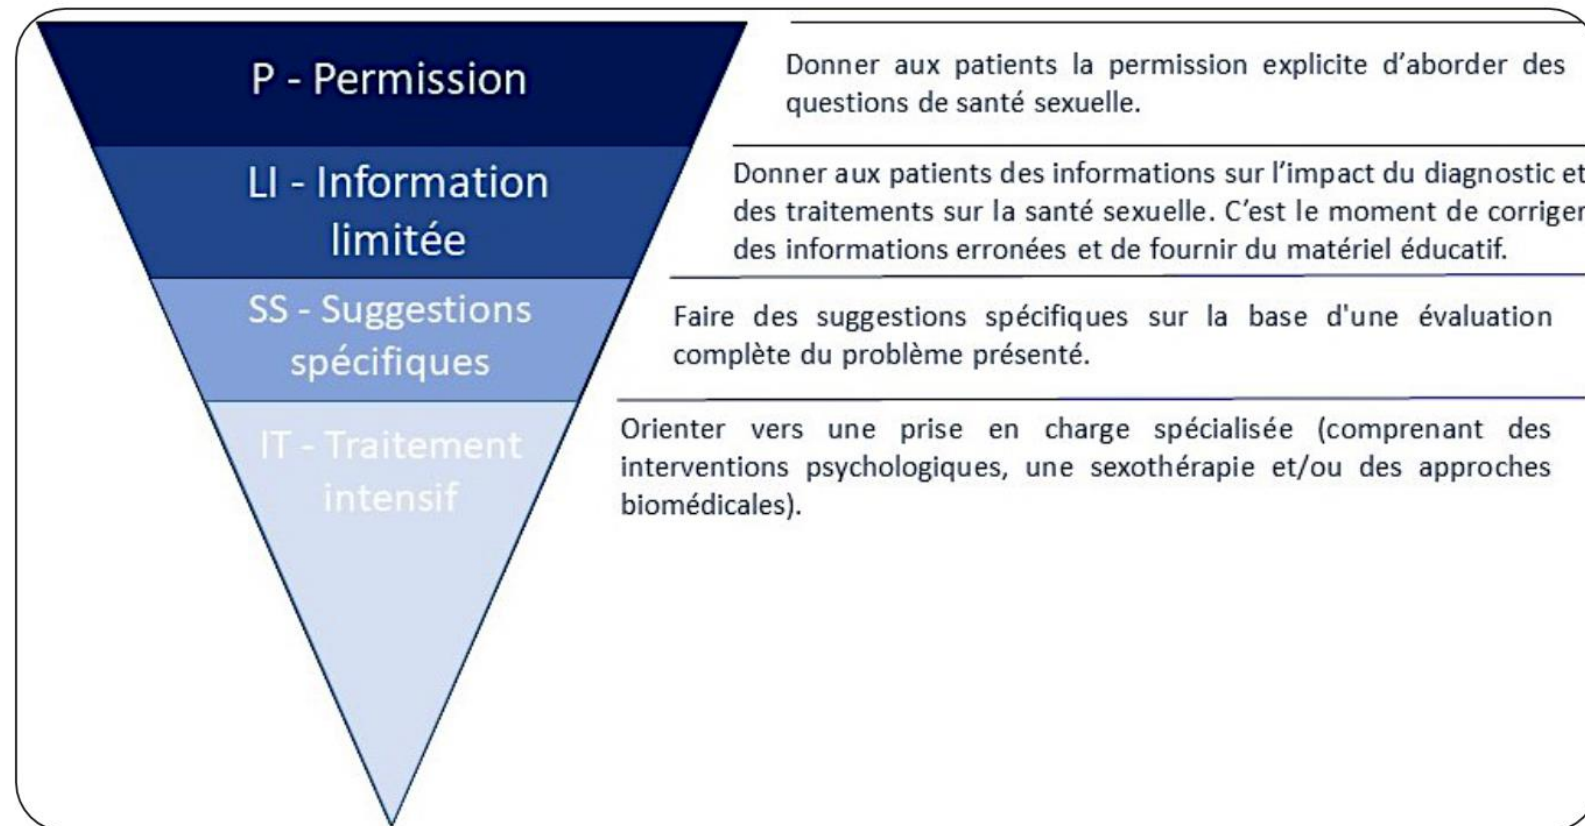 P - Permission
Donner aux patients la permission explicite d’aborder des
questions de santé sexuelle.
LI - Information
limitée
Donner aux patients des informations sur l’impact du diagnostic et
des traitements sur la santé sexuelle. C’est le moment de corriger
des informations erronées et de fournir du matériel éducatif.
SS - Suggestions
spécifiques
Faire des suggestions spécifiques sur la base d'une évaluation
complète du problème présenté.
IT - Traitement
intensif
Orienter vers une prise en charge spécialisée (comprenant des
interventions psychologiques, une sexothérapie et/ou des approches
biomédicales).